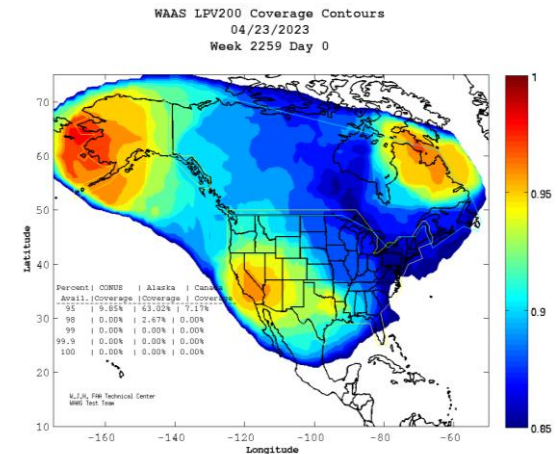 WAAS LPV200 Coverage Contours
04/23/2023
Week 2259 Day 0
Latitude
70
60
50
40
30
20
10
Percent| CONUS | Alaska | Canada
Avail.|Coverage |Coverage | Coverage
95 | 9.85% | 63.02% | 7.17%
98 | 0.00% | 2.67% | 0.00%
99 | 0.00% | 0.00% | 0.00%
99.9 | 0.00% | 0.00% | 0.00%
100 | 0.00% | 0.00% | 0.00%
W.J.H. FAA Technical Center
WAAS Test Team
-160 -140 -120 -100 -80 -60
Longitude
1
0.95
0.9
0.85